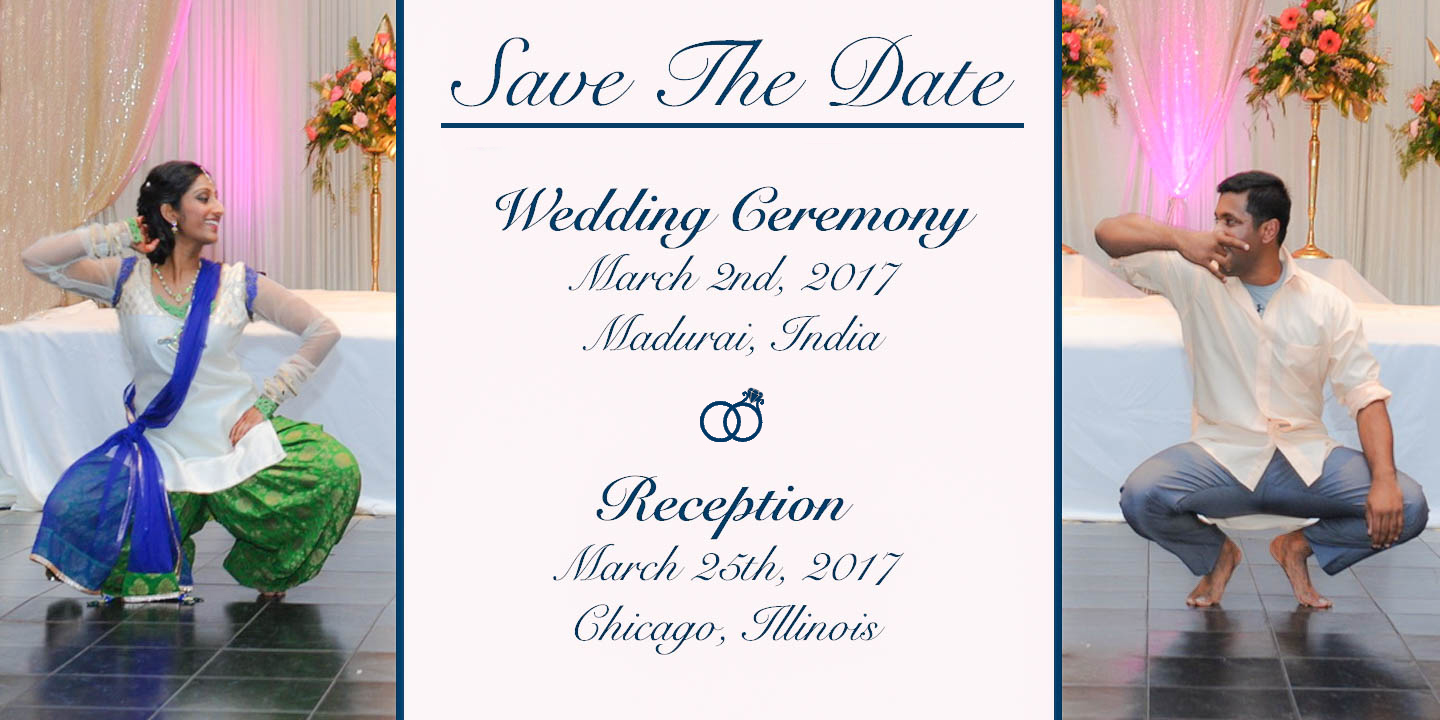 Save The Date
Wedding Ceremony
March 2nd, 2017
Madurai, India
Reception
March 25th, 2017
Chicago, Illinois